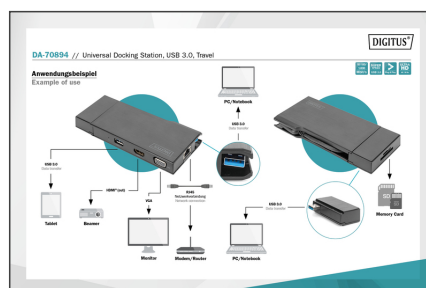 DIGITUS®
DA-70894 // Universal Docking Station, USB 3.0, Travel
Anwendungsbeispiel
Example of use
PC/Notebook
USB 3.0
Data transfer
USB 3.0
Data transfer
HDMI® (out)
VGA
RJ45
Netzwerkverbindung
Network connection
Tablet
Beamer
Monitor
Modem/Router
USB 3.0
Data transfer
PC/Notebook
SD
Memory Card